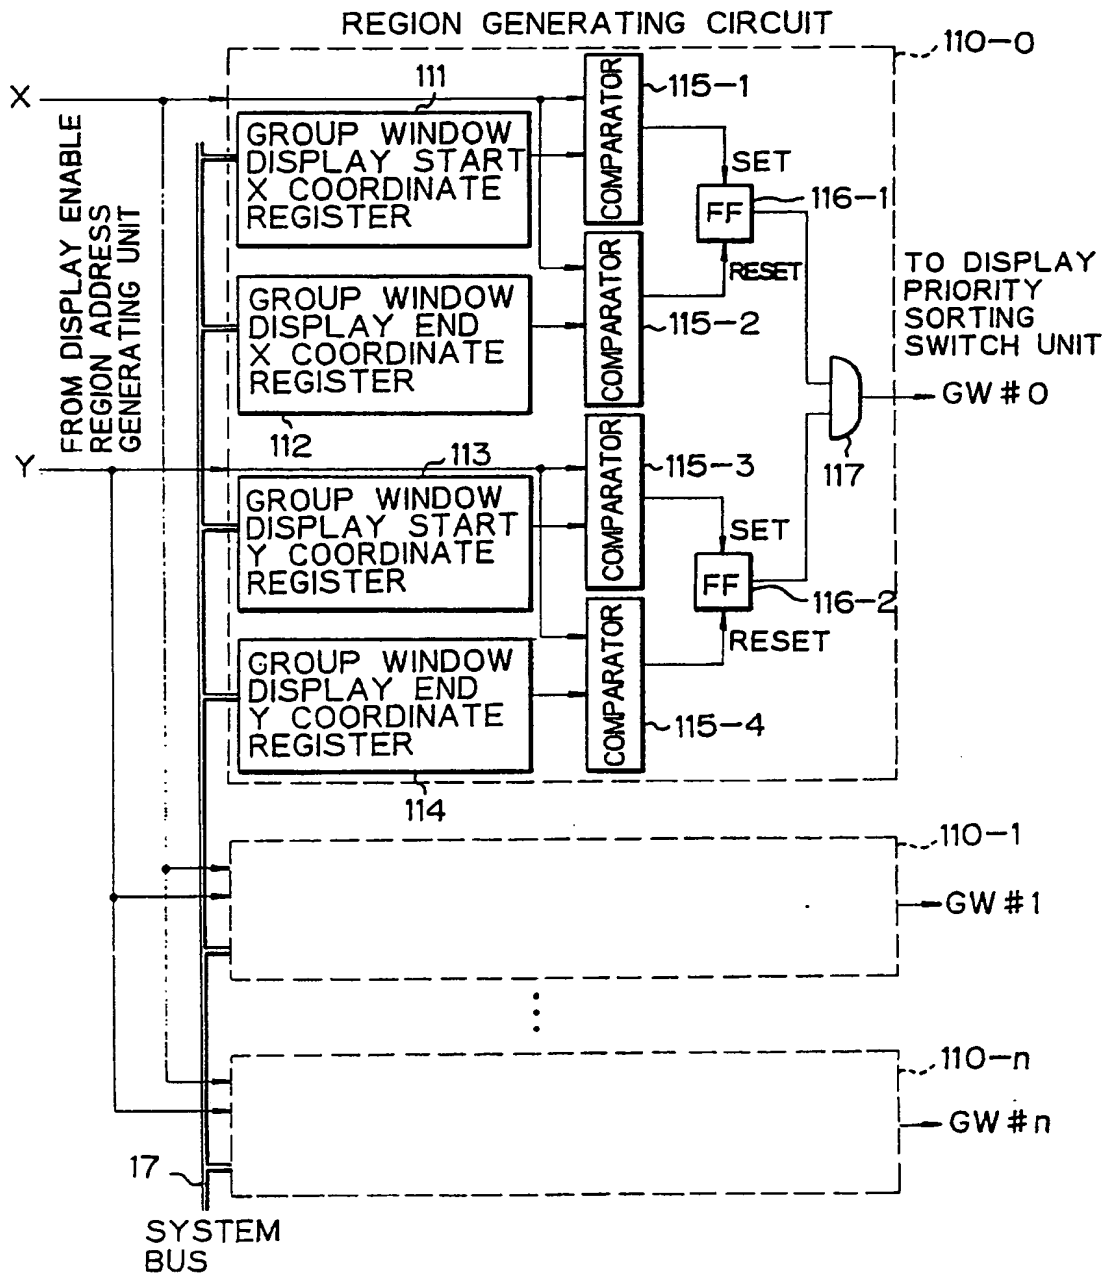 REGION GENERATING CIRCUIT
110-0
X
111
GROUP WINDOW
DISPLAY START
X COORDINATE
REGISTER
COMPARATOR
115-1
SET
FF
116-1
RESET
FROM DISPLAY ENABLE
REGION ADDRESS
GENERATING UNIT
GROUP WINDOW
DISPLAY END
X COORDINATE
REGISTER
112
COMPARATOR
115-2
TO DISPLAY
PRIORITY
SORTING
SWITCH UNIT
GW #0
117
Y
113
GROUP WINDOW
DISPLAY START
Y COORDINATE
REGISTER
COMPARATOR
115-3
SET
FF
116-2
RESET
GROUP WINDOW
DISPLAY END
Y COORDINATE
REGISTER
114
COMPARATOR
115-4
110-1
GW #1
110-n
GW #n
17
SYSTEM
BUS